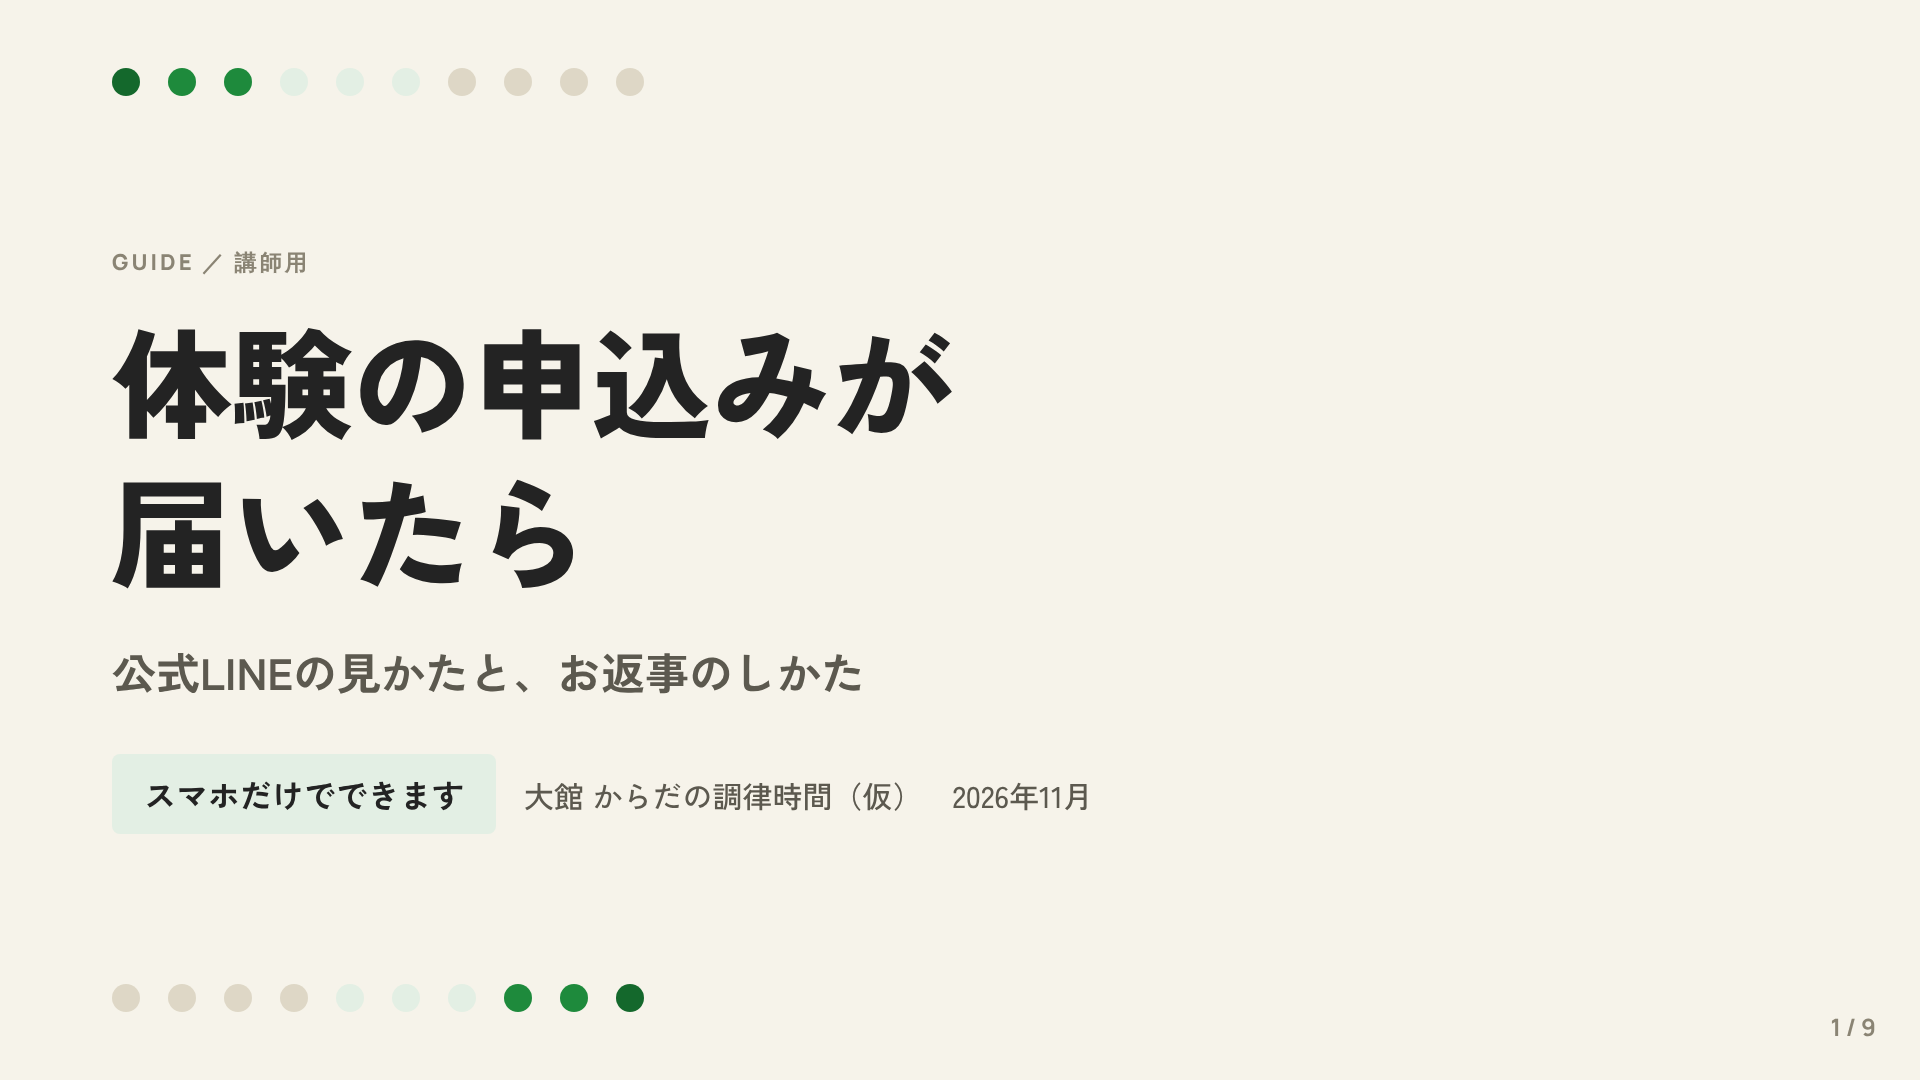 GUIDE ／ 講師用
体験の申込みが
届いたら
公式LINEの見かたと、お返事のしかた
スマホだけでできます
大館 からだの調律時間（仮）　2026年11月
1 / 9